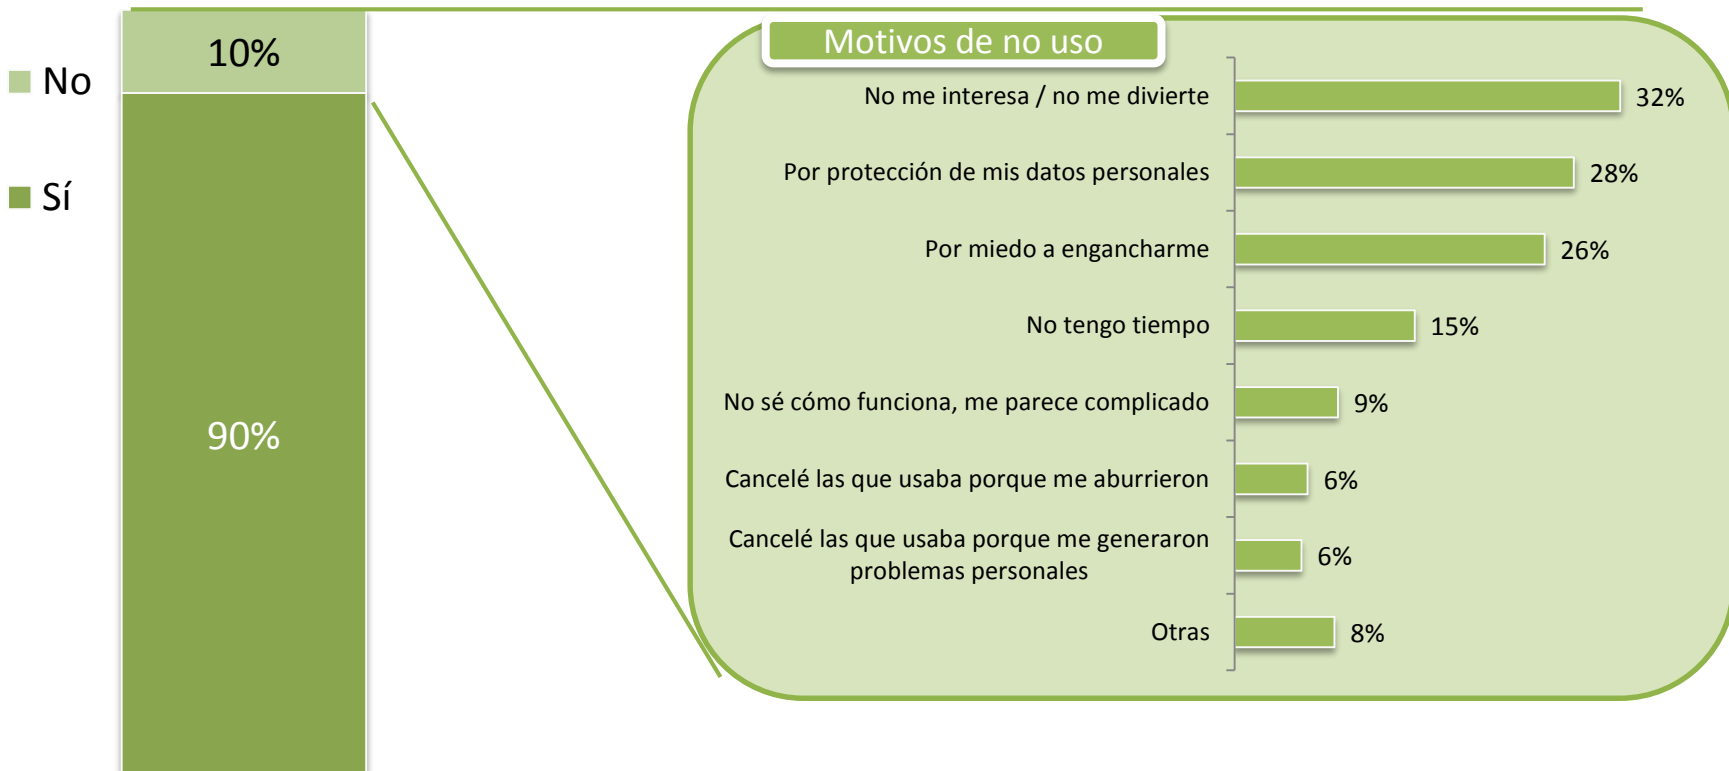 No
Sí
10%
90%
Motivos de no uso
No me interesa / no me divierte
32%
Por protección de mis datos personales
28%
Por miedo a engancharme
26%
No tengo tiempo
15%
No sé cómo funciona, me parece complicado
9%
Cancelé las que usaba porque me aburrieron
6%
Cancelé las que usaba porque me generaron
problemas personales
6%
Otras
8%